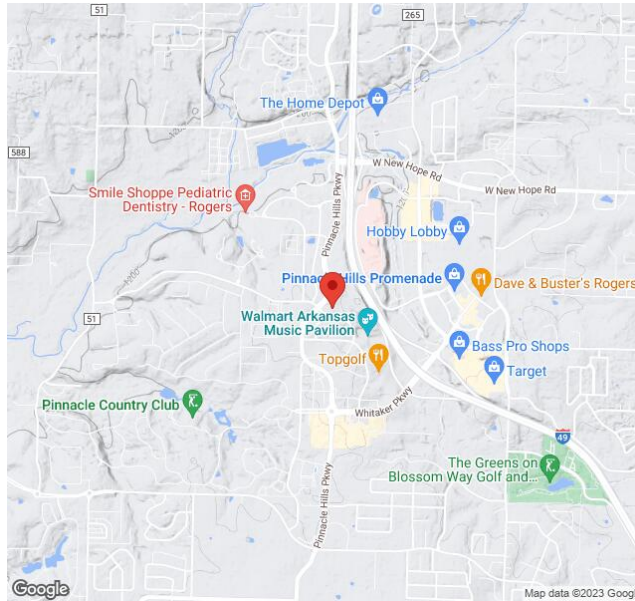 51
265
The Home Depot
588
W New Hope Rd
W New Hope Rd
Smile Shoppe Pediatric
Dentistry - Rogers
Pinnacle Hills Pkwy
1200
1200
Hobby Lobby
Pinnacle Hills Promenade
Dave & Buster's Rogers
51
Walmart Arkansas
Music Pavilion
Topgolf
Bass Pro Shops
Target
Pinnacle Country Club
Whitaker Pkwy
49
The Greens on
Blossom Way Golf and...
Pinnacle Hills Pkwy
Google
Map data ©2023 Goog